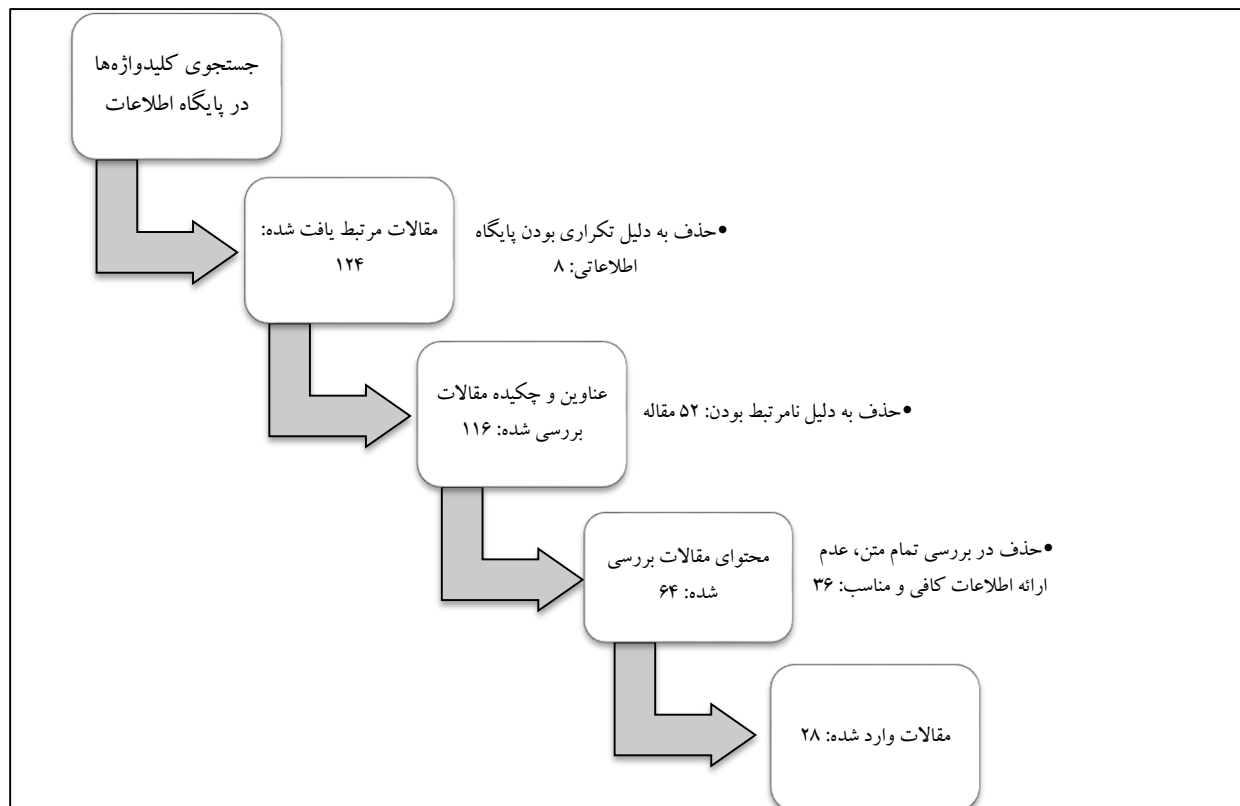 جستجوی کلیدواژه‌ها
در پایگاه اطلاعات
مقالات مرتبط یافت شده:
۱۲۴
•حذف به دلیل تکراری بودن پایگاه
اطلاعاتی: ۸
عناوین و چکیده مقالات
بررسی شده: ۱۱۶
•حذف به دلیل نامرتبط بودن: ۵۲ مقاله
محتوای مقالات بررسی
شده: ۶۴
•حذف در بررسی تمام متن، عدم
ارائه اطلاعات کافی و مناسب: ۳۶
مقالات وارد شده: ۲۸